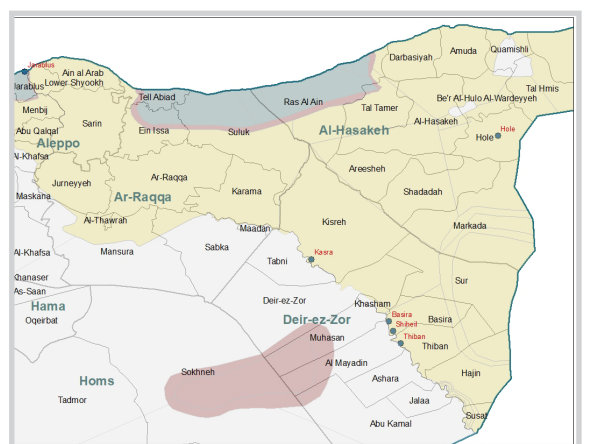 Amuda
Quamishli
Darbasiyah
Jarablus
Ain al Arab
Lower Shyookh
Jarablus
Tell Abiad
Ras Al Ain
Tal Hmis
Be'r Al-Hulo Al-Wardeyyeh
Tal Tamer
Menbij
Sarin
Al-Hasakeh
Abu Qalqal
Ein Issa
Suluk
Al-Hasakeh
Hole
Hole
Aleppo
Al-Khafsa
Areesheh
Jurneyyeh
Ar-Raqqa
Karama
Shadadah
Maskana
Ar-Raqqa
Al-Thawrah
Kisreh
Markada
Maadan
Sabka
Mansura
Al-Khafsa
Kasra
Tabni
Khanaser
Sur
As-Saan
Deir-ez-Zor
Khasham
Hama
Basira
Oqeirbat
Deir-ez-Zor
Basira
Shiheil
Muhasan
Thiban
Thiban
Al Mayadin
Sokhneh
Hajin
Homs
Ashara
Tadmor
Jalaa
Susat
Abu Kamal